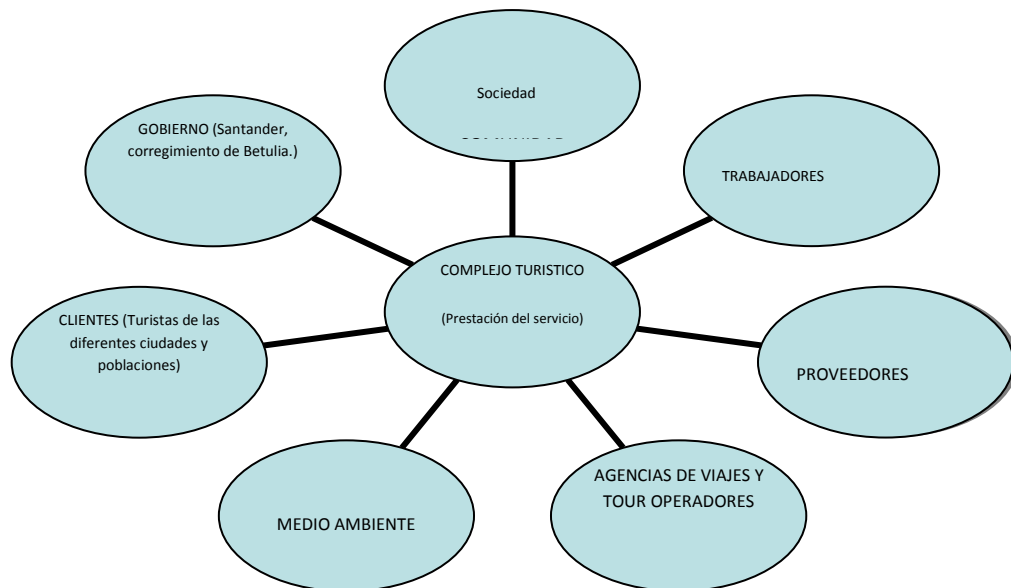 Sociedad
GOBIERNO (Santander,
corregimiento de Betulia.)
TRABAJADORES
COMPLEJO TURISTICO
(Prestación del servicio)
CLIENTES (Turistas de las
diferentes ciudades y
poblaciones)
PROVEEDORES
AGENCIAS DE VIAJES Y
TOUR OPERADORES
MEDIO AMBIENTE